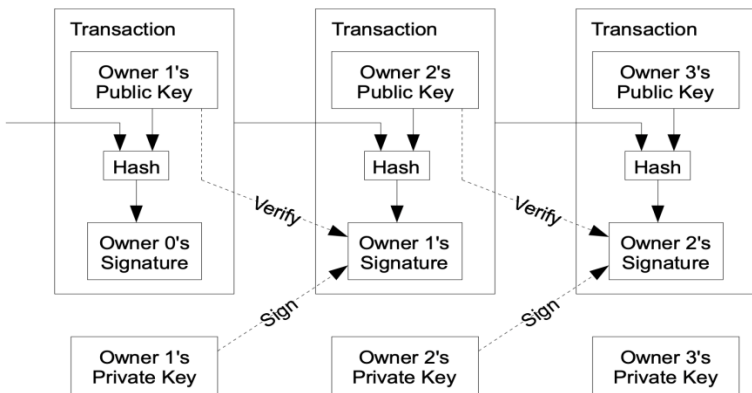 Transaction
Owner 1's
Public Key
Hash
Owner 0's
Signature
Transaction
Owner 2's
Public Key
Hash
Verify
Owner 1's
Signature
Transaction
Owner 3's
Public Key
Hash
Verify
Owner 2's
Signature
Sign
Sign
Owner 1's
Private Key
Owner 2's
Private Key
Owner 3's
Private Key